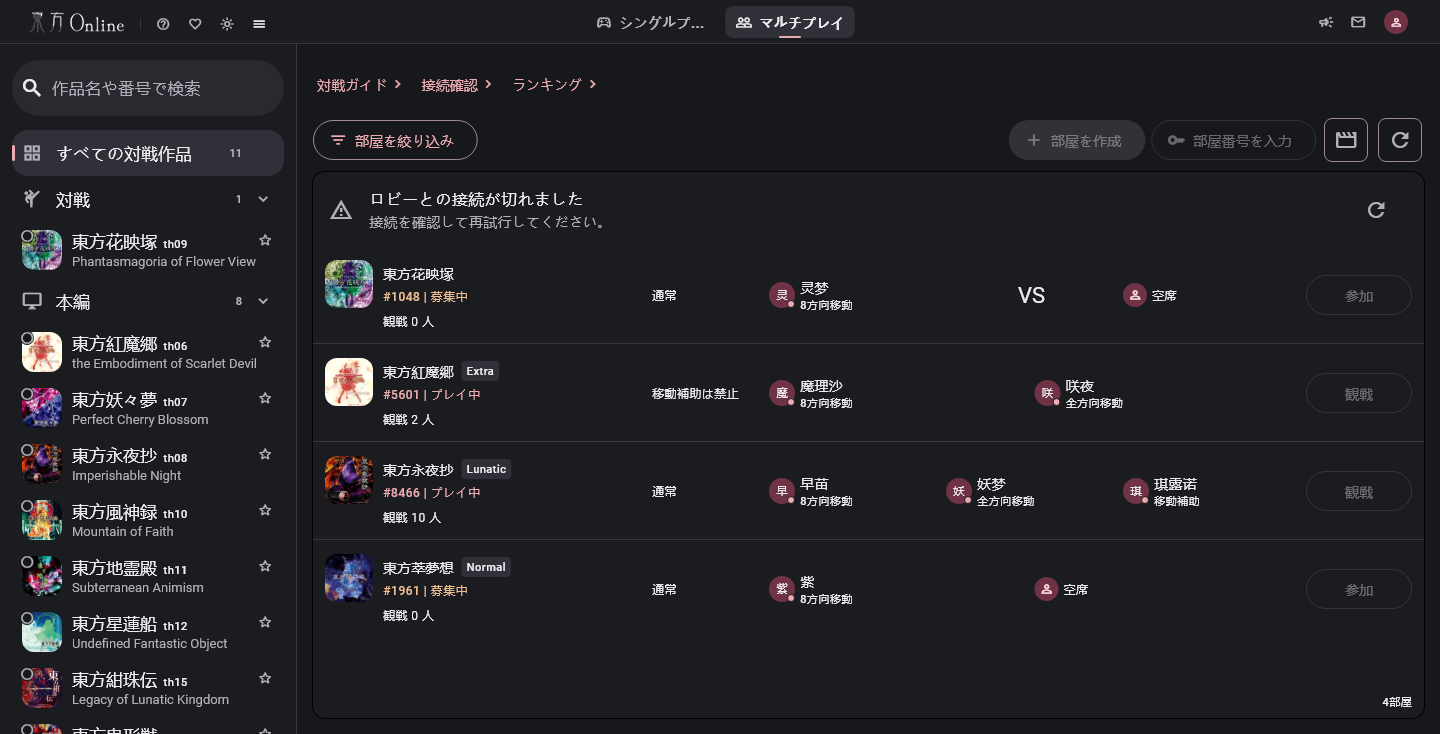 東方Online
シングルプ...
マルチプレイ
作品名や番号で検索
すべての対戦作品 11
対戦 1
東方花映塚 th09
Phantasmagoria of Flower View
本編 8
東方紅魔郷 th06
the Embodiment of Scarlet Devil
東方妖々夢 th07
Perfect Cherry Blossom
東方永夜抄 th08
Imperishable Night
東方風神録 th10
Mountain of Faith
東方地霊殿 th11
Subterranean Animism
東方星蓮船 th12
Undefined Fantastic Object
東方紺珠伝 th15
Legacy of Lunatic Kingdom
東方鬼形獣
対戦ガイド
接続確認
ランキング
部屋を絞り込み
部屋を作成
部屋番号を入力
ロビーとの接続が切れました
接続を確認して再試行してください。
東方花映塚
#1048 | 募集中
観戦 0 人
通常
灵 灵梦
8方向移動
VS
空席
参加
東方紅魔郷 Extra
#5601 | プレイ中
観戦 2 人
移動補助は禁止
魔 魔理沙
8方向移動
咲 咲夜
全方向移動
観戦
東方永夜抄 Lunatic
#8466 | プレイ中
観戦 10 人
通常
早 早苗
8方向移動
妖 妖梦
全方向移動
琪 琪露诺
移動補助
観戦
東方萃夢想 Normal
#1961 | 募集中
観戦 0 人
通常
紫 紫
8方向移動
空席
参加
4部屋